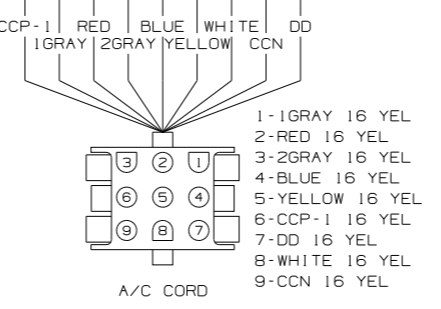 CCP-1 RED BLUE WHITE DD
1GRAY 2GRAY YELLOW CCN
1-1GRAY 16 YEL
2-RED 16 YEL
3-2GRAY 16 YEL
4-BLUE 16 YEL
5-YELLOW 16 YEL
6-CCP-1 16 YEL
7-DD 16 YEL
8-WHITE 16 YEL
9-CCN 16 YEL
3 2 1
6 5 4
9 8 7
A/C CORD